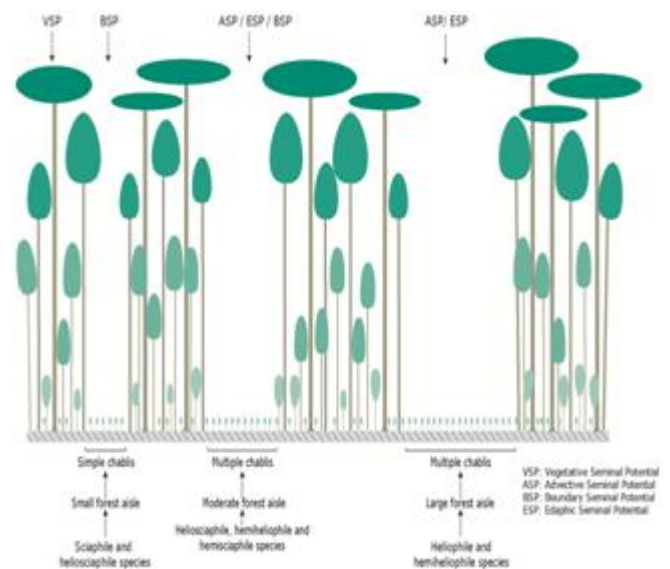 VSP
BSP
ASP / ESP / BSP
ASP/ ESP
Simple chablis
Multiple chablis
Multiple chablis
Small forest aisle
Moderate forest aisle
Large forest aisle
Sciaphile and
heliosciaphile species
Heliosciaphile, hemiheliophile and
hemisciaphile species
Heliophile and
hemiheliophile species
VSP: Vegetative Seminal Potential
ASP: Advective Seminal Potential
BSP: Boundary Seminal Potential
ESP: Edaphic Seminal Potential